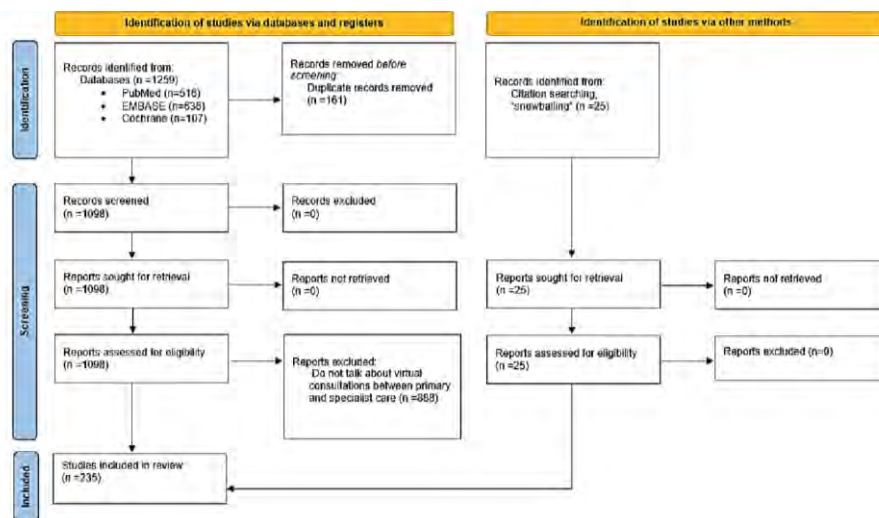 Identification of studies via databases and registers
Identification of studies via other methods
Identification
Records identified from:
Databases (n =1259)
• PubMed (n=516)
• EMBASE (n=636)
• Cochrane (n=107)
Records removed before
screening:
Duplicate records removed
(n =161)
Records identified from:
Citation searching,
"snowballing" (n =25)
Screening
Records screened
(n =1098)
Records excluded
(n =0)
Reports sought for retrieval
(n =1098)
Reports not retrieved
(n =0)
Reports sought for retrieval
(n =25)
Reports not retrieved
(n =0)
Reports assessed for eligibility
(n =1098)
Reports excluded:
Do not talk about virtual
consultations between primary
and specialist care (n =888)
Reports assessed for eligibility
(n =25)
Reports excluded (n=0)
Included
Studies included in review
(n =235)